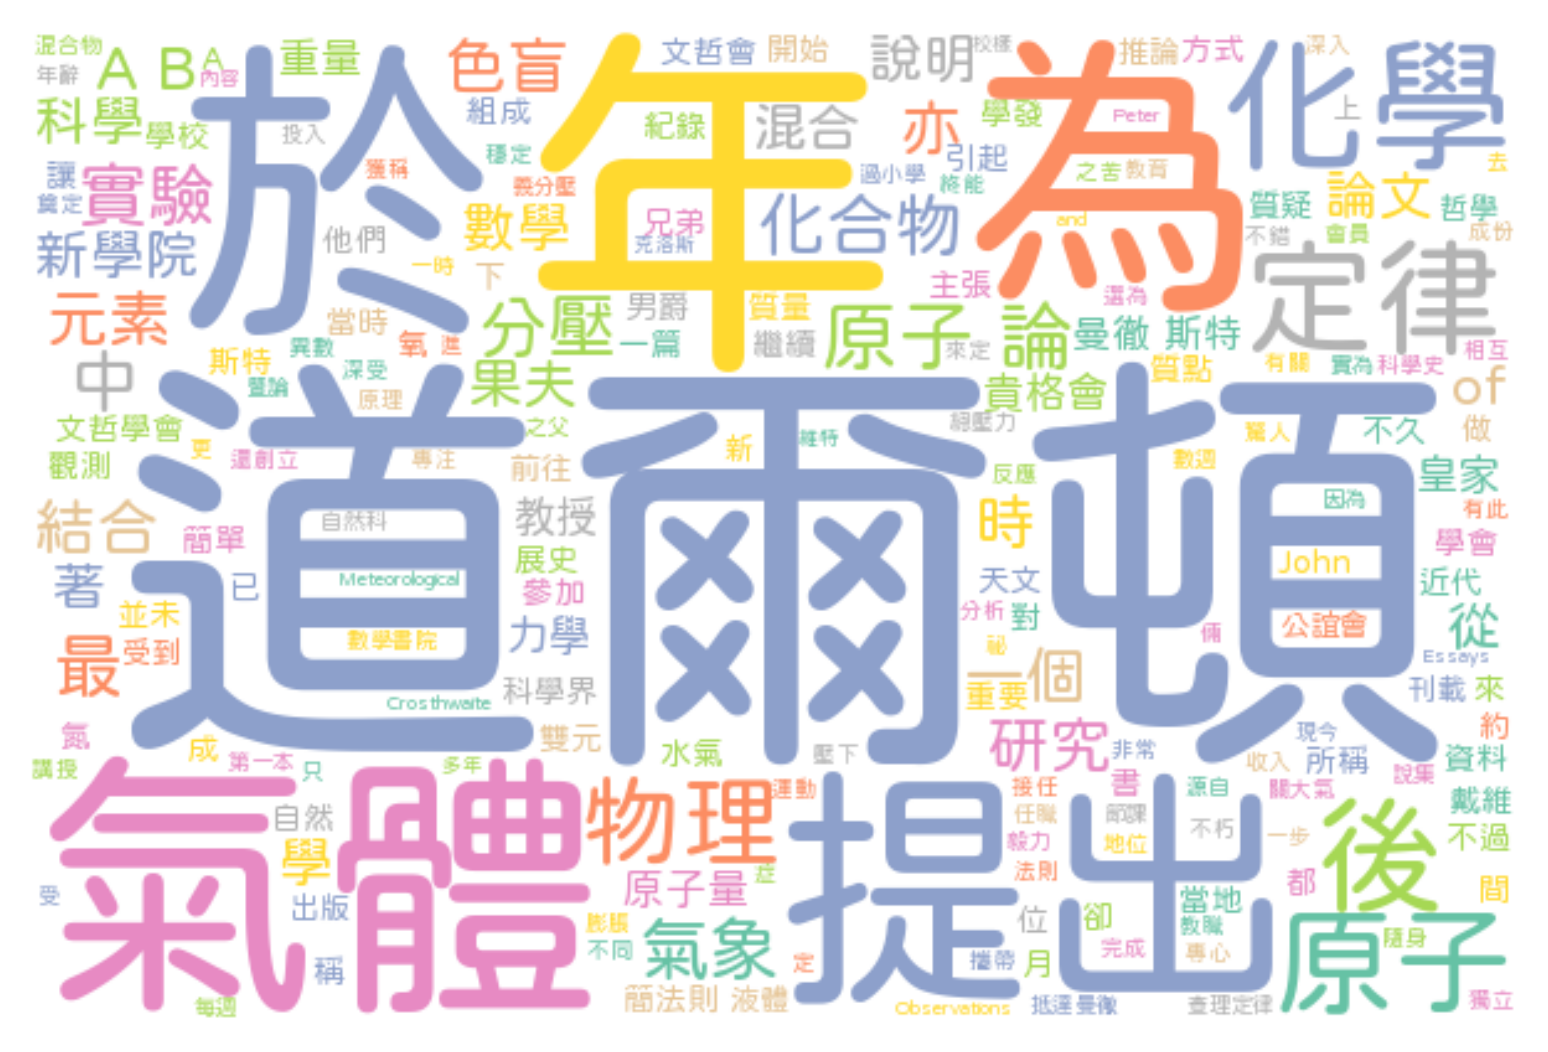 混合物 A B A 重量 色盲 文哲會 開始 說明 校樣 推論 方式 深入
年辭 內容 於 年 為 化學
科學 學校 投入 組成 紀錄 混合 亦 學發 Peter 上
讓 實驗 獲稱 穩定 義分壓 過小學 引起 終能 之苦 教育 去
奠定 新學院 他們 數學 兄弟 克洛斯 化合物 and 質疑 論文 哲學
一時 下 主張 選為 不錯 會員 成份
元素 當時 分壓 男爵 質量 原子 論 曼徹 斯特 定律
中 斯特 異數 氧 進 一篇 繼續 來定 有關 實為 科學史 相互
暨論 深受 原理 果夫 貴格會 質點 of
文哲學會 更 還創立 專注 之父 前往 新 維特 總壓力 數週 驚人 不久 做
觀測 道 爾 頓 反應 皇家
結合 簡單 自然科 教授 時 因為 有此 學會
著 已 Meteorological 展史 參加 天文 John 近代
並未 數學書院 力學 分析 對 公誼會 從
最 受到 Crosthwaite 科學界 祕 一個 倆 Essays
重要 刊載 來
氮 成 第一本 只 多年 雙元 水氣 壓下 研究 非常 現今 所稱 約
講授 收入 說集 資料
氣體 自然 物理 運動 提出 接任 書 源自 關大氣 戴維
學 任職 節課 不朽 一步 後 不過
毅力 地位
受 出版 原子量 症 法則 都 間
稱 膨脹 不同 氣象 定 位 卻 當地 教職 原子 隨身
攜帶 月 完成 專心
每週 簡法則 液體 Observations 抵達 曼徹 查理定律 獨立